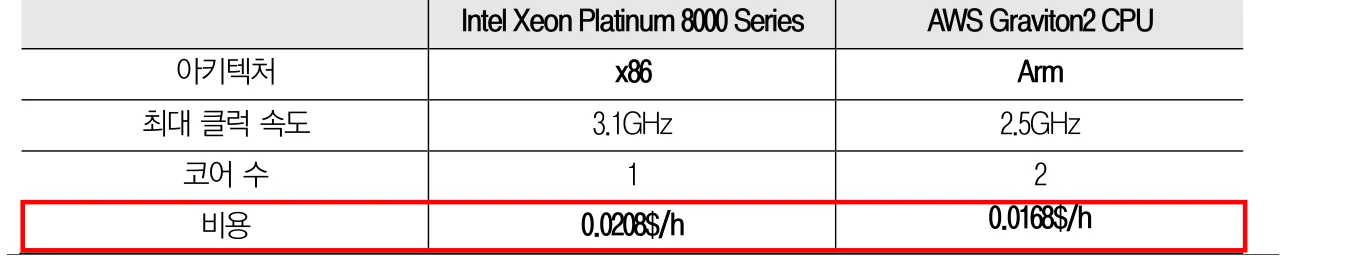 Intel Xeon Platinum 8000 Series AWS Graviton2 CPU
아키텍처 x86 Arm
최대 클럭 속도 3.1GHz 2.5GHz
코어 수 1 2
비용 0.0208$/h 0.0168$/h